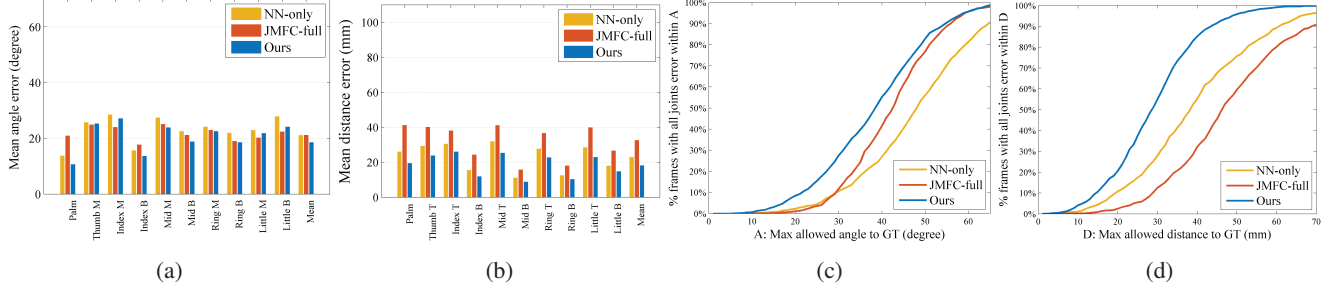 Mean angle error (degree)
60
40
20
0
NN-only
JMFC-full
Ours
Palm
Thumb M
Index M
Index B
Mid M
Mid B
Ring M
Ring B
Little M
Little B
Mean
(a)
Mean distance error (mm)
100
80
60
40
20
0
NN-only
JMFC-full
Ours
Palm
Thumb T
Index T
Index B
Mid T
Mid B
Ring T
Ring B
Little T
Little B
Mean
(b)
% frames with all joints error within A
100%
90%
80%
70%
60%
50%
40%
30%
20%
10%
0%
NN-only
JMFC-full
Ours
0 10 20 30 40 50 60
A: Max allowed angle to GT (degree)
(c)
% frames with all joints error within D
100%
90%
80%
70%
60%
50%
40%
30%
20%
10%
0%
NN-only
JMFC-full
Ours
0 10 20 30 40 50 60 70
D: Max allowed distance to GT (mm)
(d)